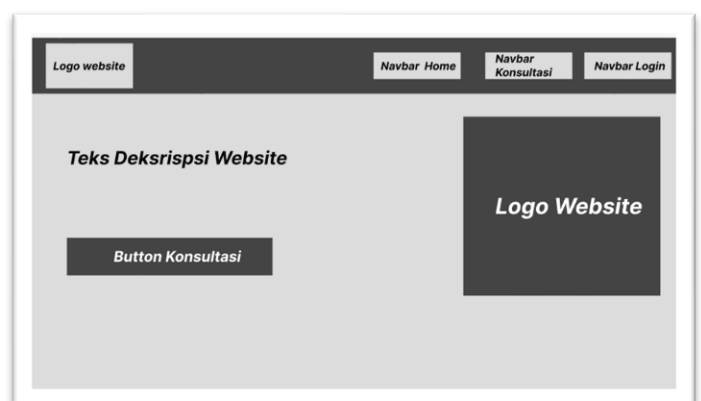 Logo website
Navbar Home
Navbar
Konsultasi
Navbar Login
Teks Deksrispsi Website
Logo Website
Button Konsultasi